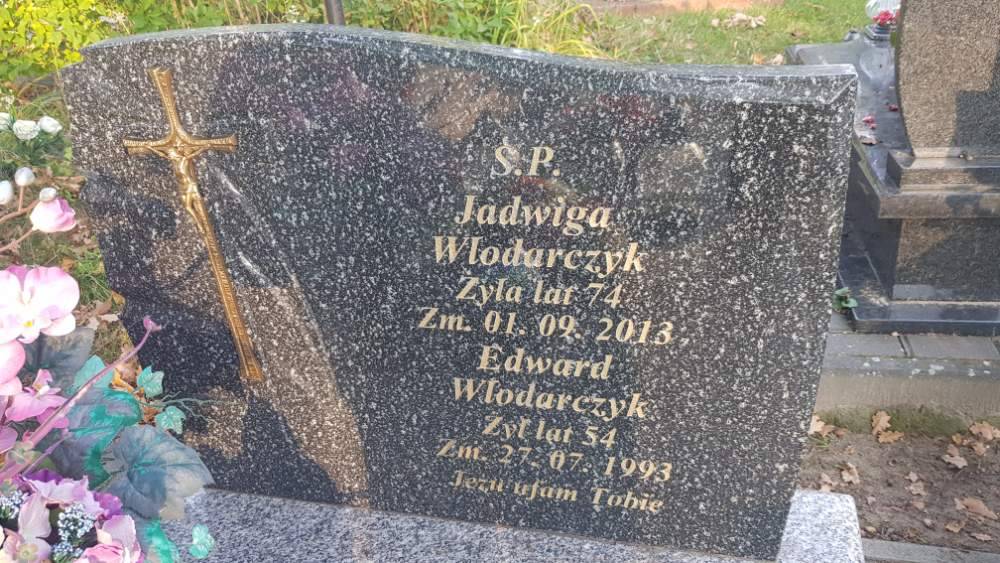 Ś.P.
Jadwiga
Włodarczyk
Żyła lat 74
Zm. 01. 09. 2013
Edward
Włodarczyk
Żył lat 54
Zm. 27. 07. 1993
Jezu ufam Tobie